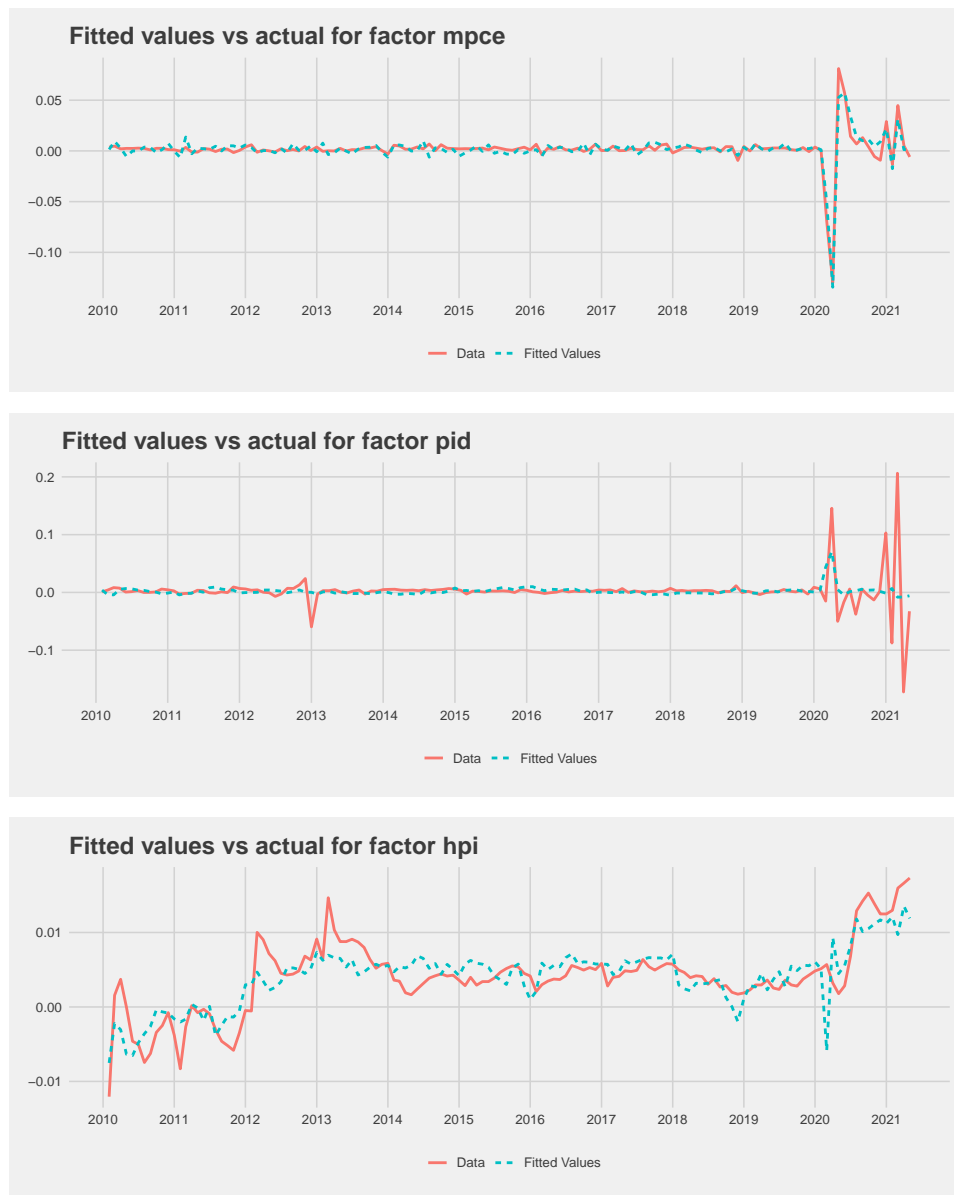 Fitted values vs actual for factor mpce
0.05
0.00
−0.05
−0.10
2010 2011 2012 2013 2014 2015 2016 2017 2018 2019 2020 2021
Data Fitted Values
Fitted values vs actual for factor pid
0.2
0.1
0.0
−0.1
2010 2011 2012 2013 2014 2015 2016 2017 2018 2019 2020 2021
Data Fitted Values
Fitted values vs actual for factor hpi
0.01
0.00
−0.01
2010 2011 2012 2013 2014 2015 2016 2017 2018 2019 2020 2021
Data Fitted Values